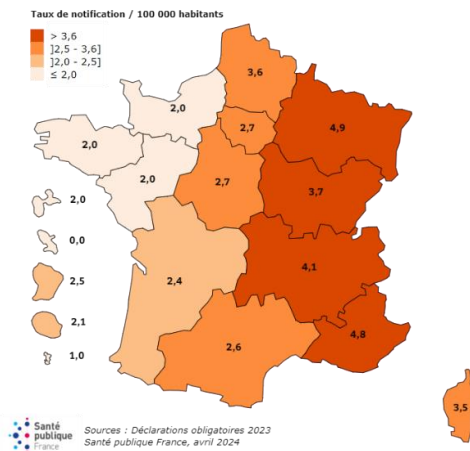 Taux de notification / 100 000 habitants
> 3,6
]2,5 - 3,6]
]2,0 - 2,5]
≤ 2,0
3,6
2,0
4,9
2,7
2,0
2,0
2,7
3,7
2,0
0,0
4,1
2,5
2,4
2,1
4,8
2,6
1,0
3,5
Santé
publique
France
Sources : Déclarations obligatoires 2023
Santé publique France, avril 2024